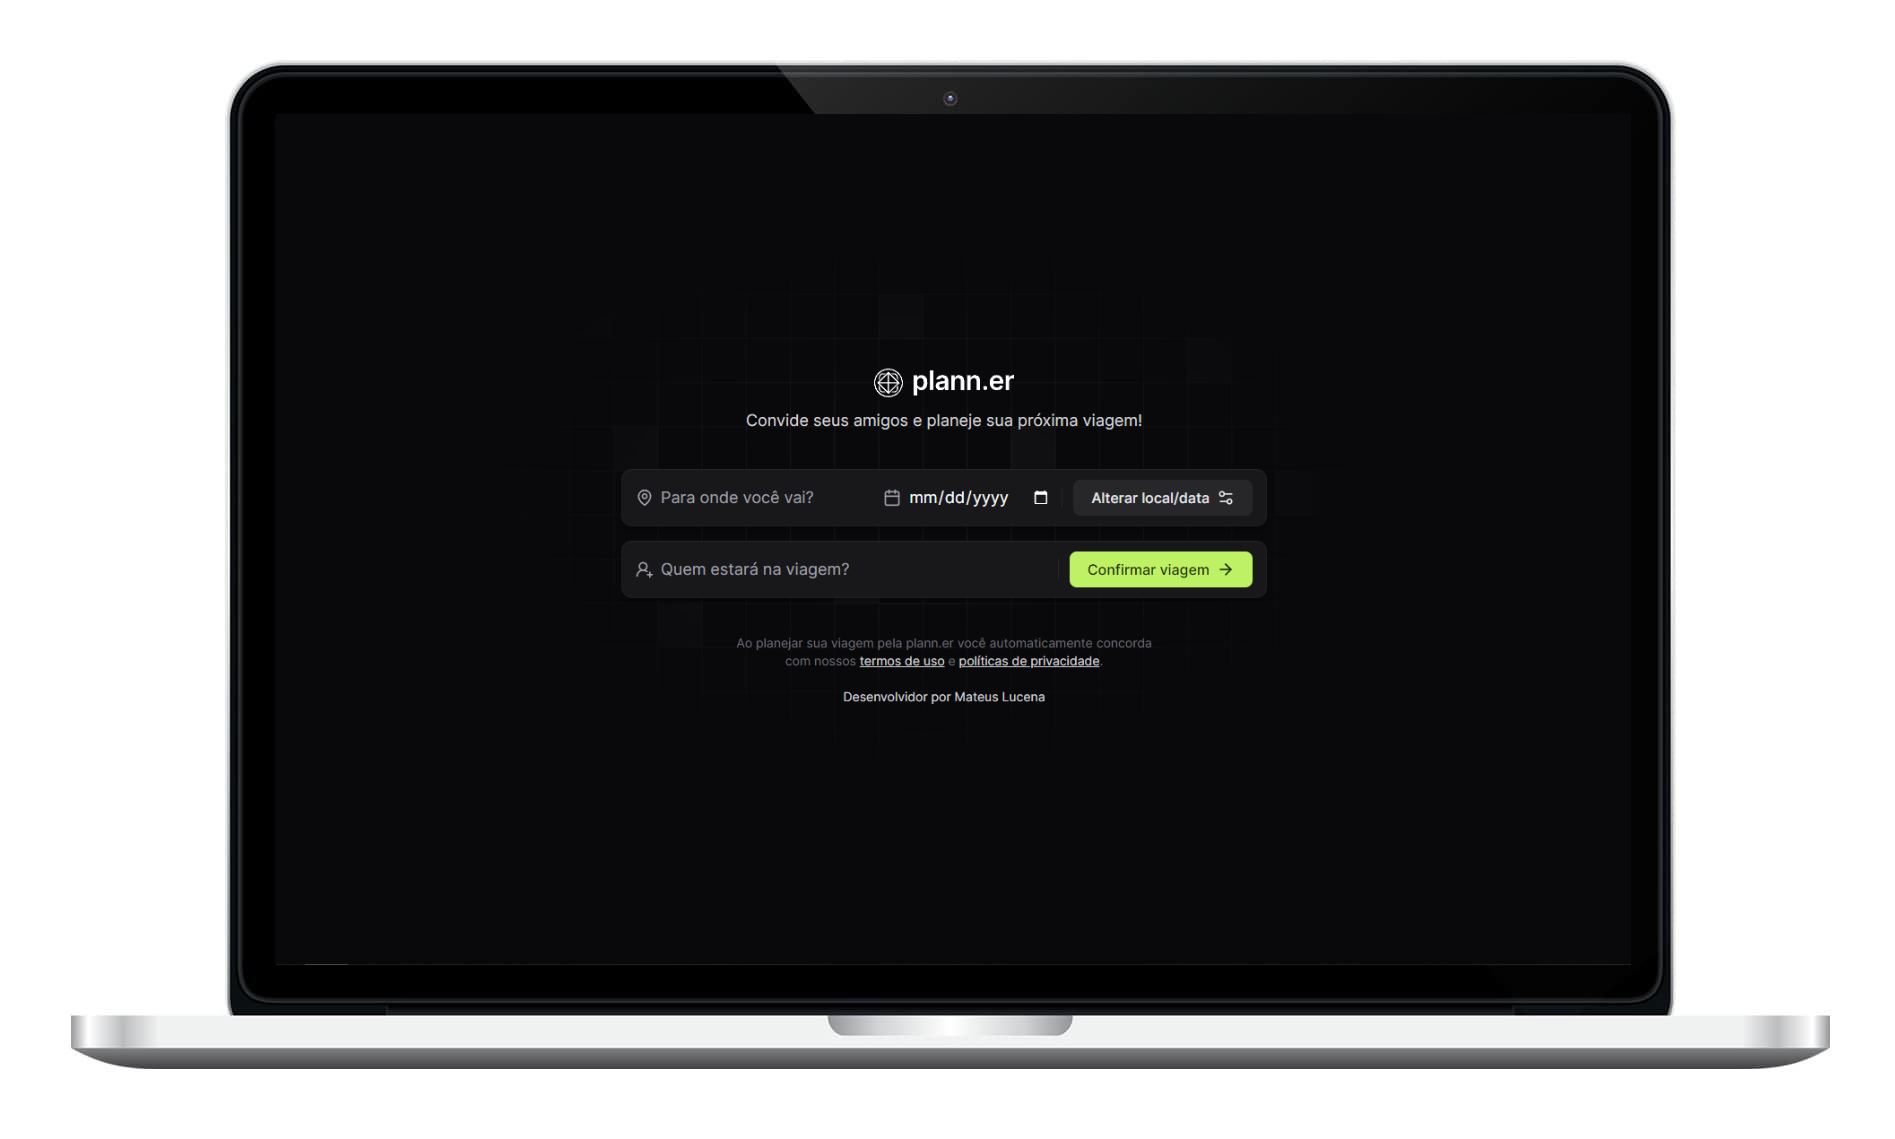 plann.er
Convide seus amigos e planeje sua próxima viagem!
Para onde você vai? mm/dd/yyyy Alterar local/data
Quem estará na viagem? Confirmar viagem
Ao planejar sua viagem pela plann.er você automaticamente concorda
com nossos termos de uso e políticas de privacidade.
Desenvolvidor por Mateus Lucena